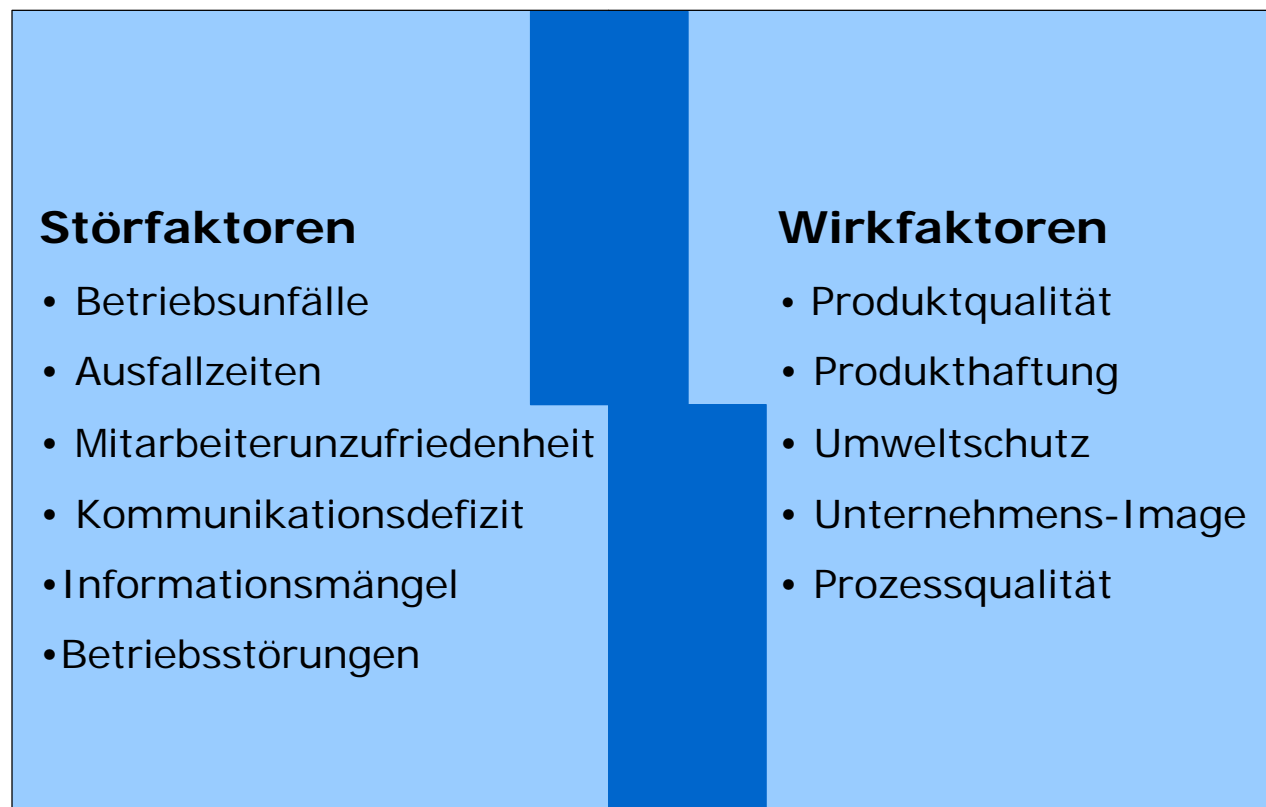 Störfaktoren
• Betriebsunfälle
• Ausfallzeiten
• Mitarbeiterunzufriedenheit
• Kommunikationsdefizit
•Informationsmängel
•Betriebsstörungen
Wirkfaktoren
• Produktqualität
• Produkthaftung
• Umweltschutz
• Unternehmens-Image
• Prozessqualität